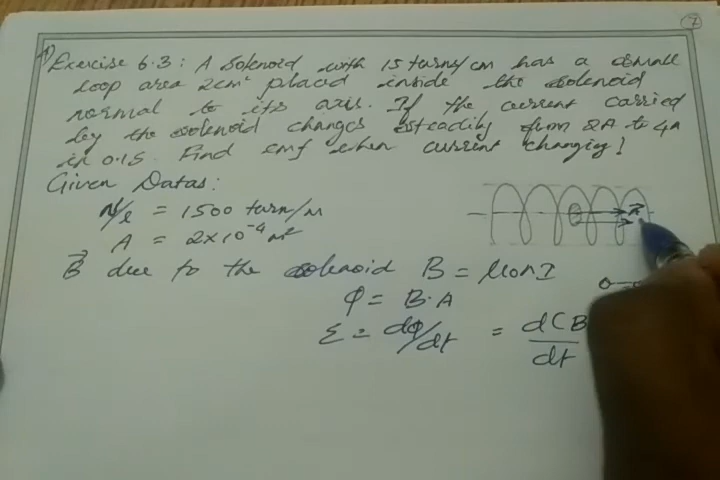 7
Exercise 6.3: A Solenoid with 15 turns/cm has a small
loop area 2cm² placed inside the solenoid
normal to its axis. If the current carried
by the solenoid changes steadily from 2A to 4A
in 0.1S. Find emf when current changing!
Given Datas:
N/l = 1500 turn/m
A = 2×10⁻⁴ m²
B⃗ due to the solenoid B = μ0nI
φ = B.A
ε = dφ/dt = d(B
dt